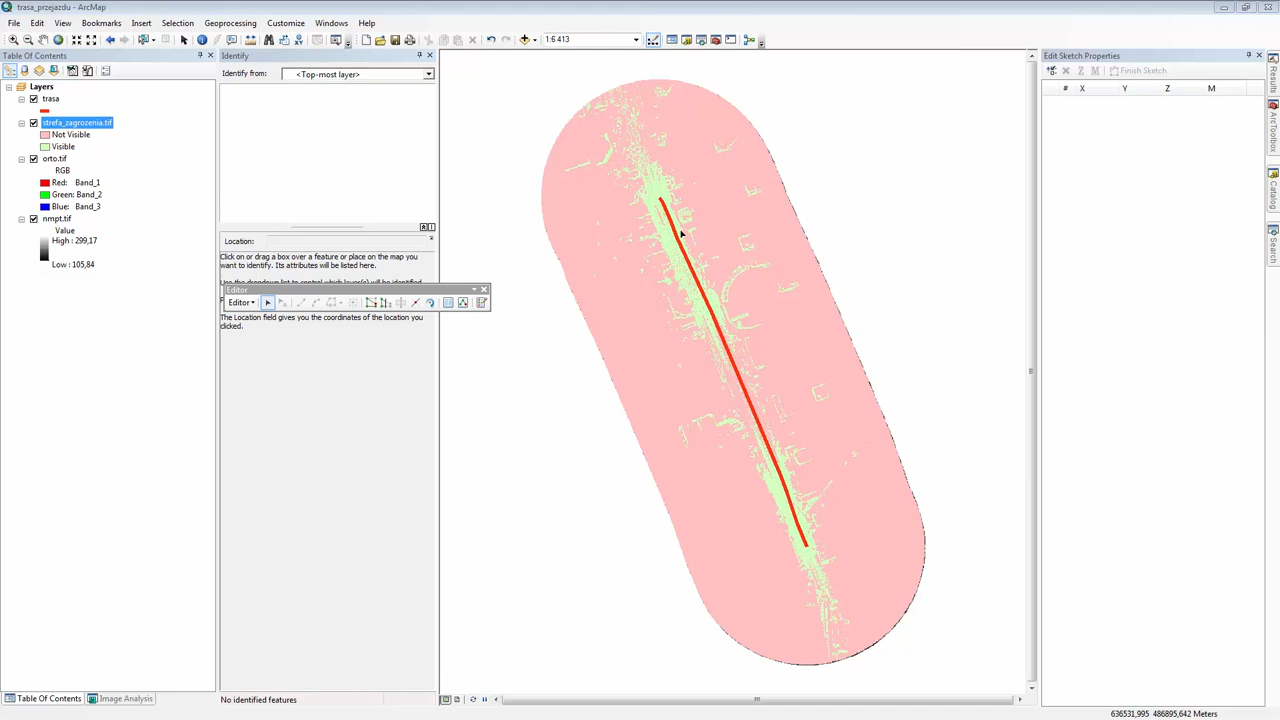 trasa_przejazdu - ArcMap
File Edit View Bookmarks Insert Selection Geoprocessing Customize Windows Help
1:6 413
Table Of Contents
Layers
trasa
strefa_zagrozenia.tif
Not Visible
Visible
orto.tif
RGB
Red: Band_1
Green: Band_2
Blue: Band_3
nmpt.tif
Value
High : 299,17
Low : 105,84
Table Of Contents Image Analysis
Identify
Identify from: <Top-most layer>
Location:
Click on or drag a box over a feature or place on the map you
want to identify. Its attributes will be listed here.
Editor
Editor
The Location field gives you the coordinates of the location you
clicked.
No identified features
Edit Sketch Properties
Finish Sketch
# X Y Z M
Results
ArcToolbox
Catalog
Search
636531,995 486895,642 Meters